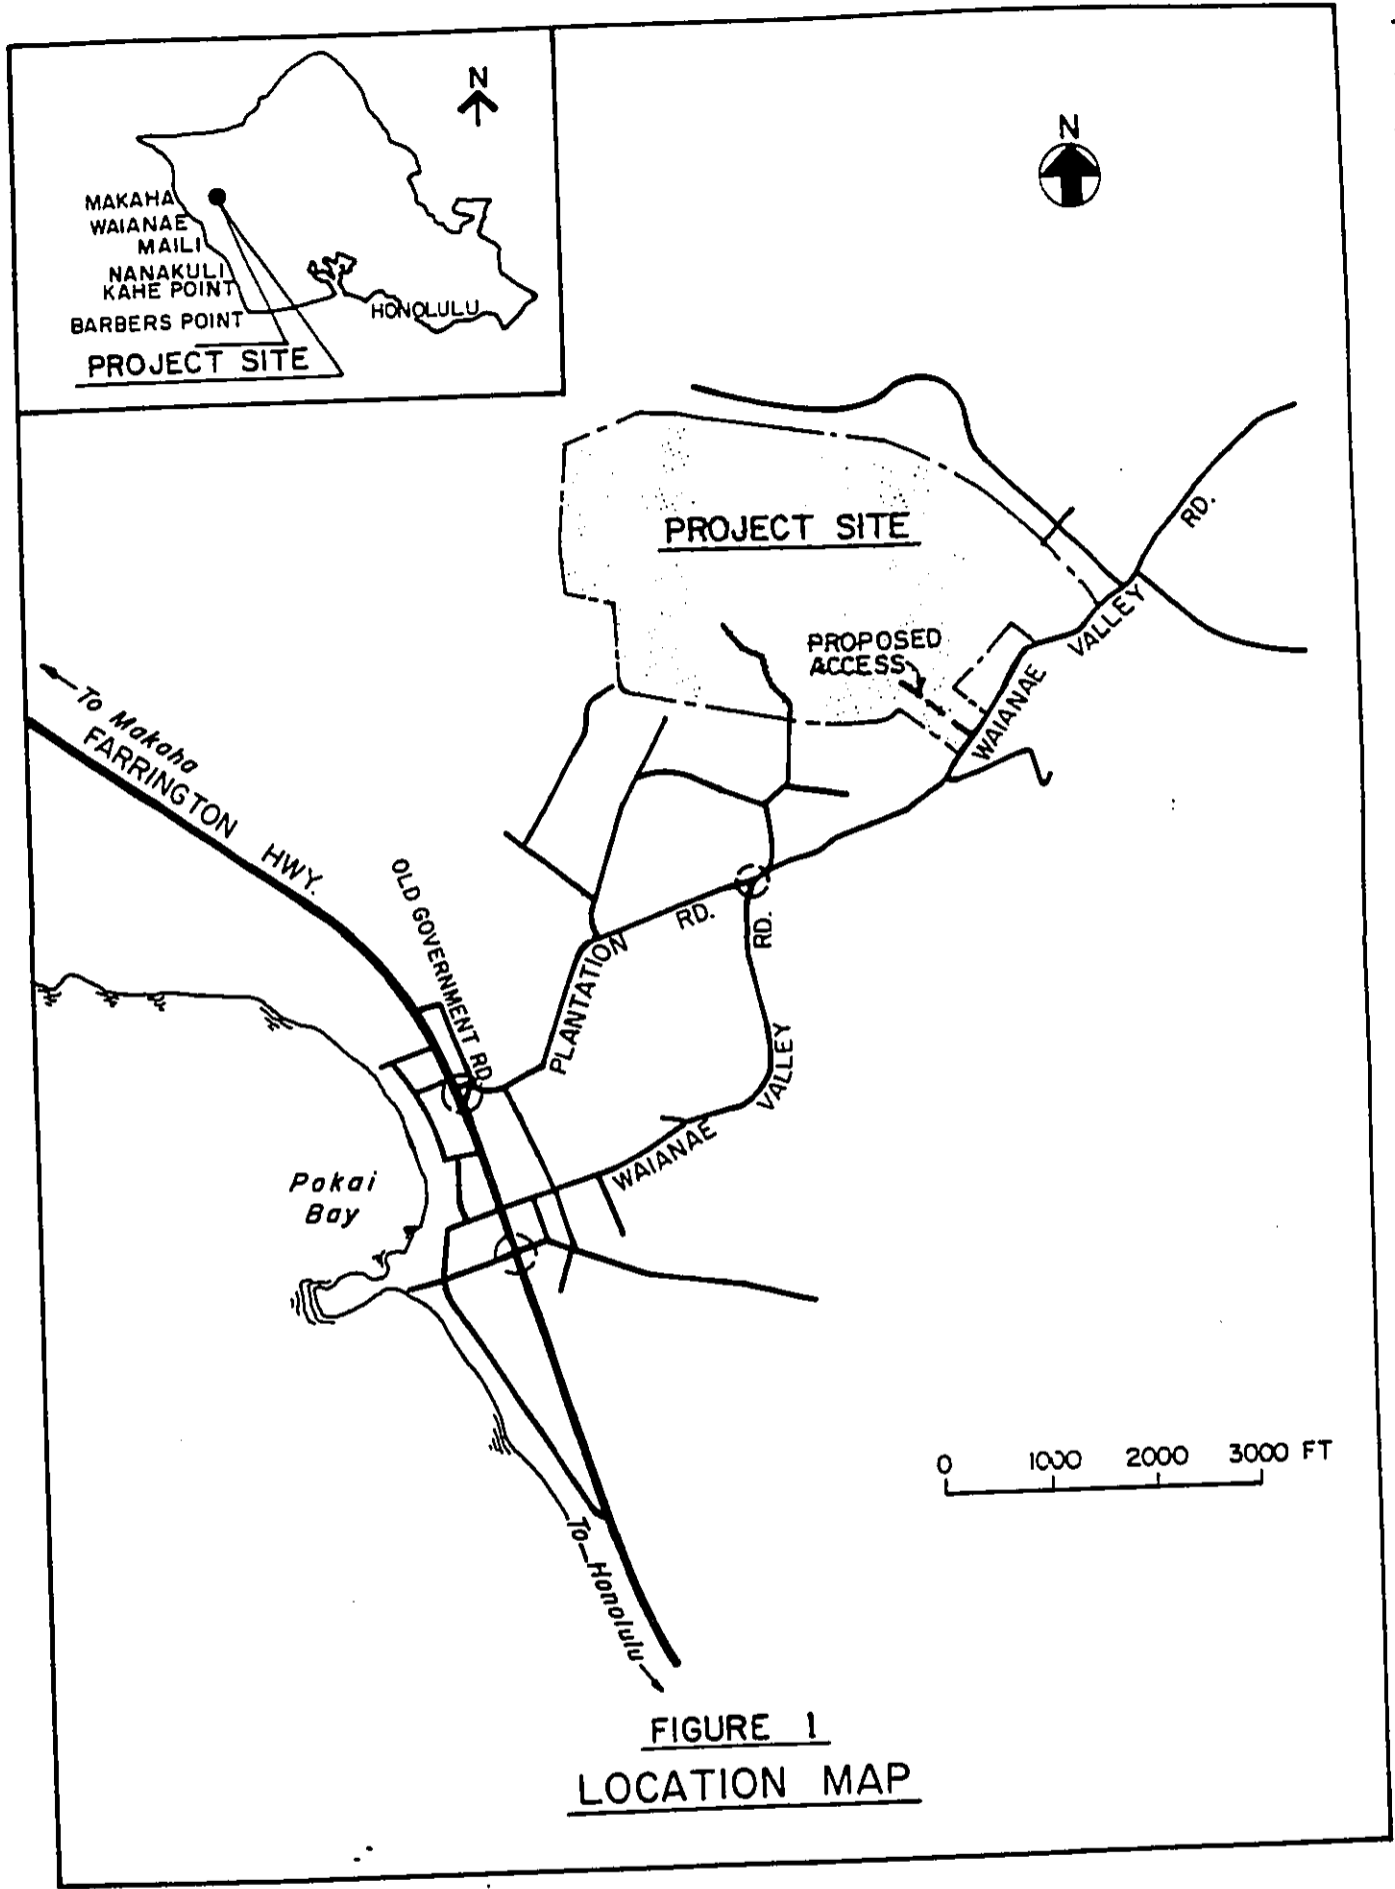 N
MAKAHA
WAIANAE
MAILI
NANAKULI
KAHE POINT
BARBERS POINT
HONOLULU
PROJECT SITE
N
PROJECT SITE
RD.
PROPOSED
ACCESS
WAIANAE VALLEY
To Makaha
FARRINGTON HWY.
OLD GOVERNMENT RD.
PLANTATION RD.
RD.
WAIANAE VALLEY
Pokai
Bay
0 1000 2000 3000 FT
To Honolulu
FIGURE 1
LOCATION MAP